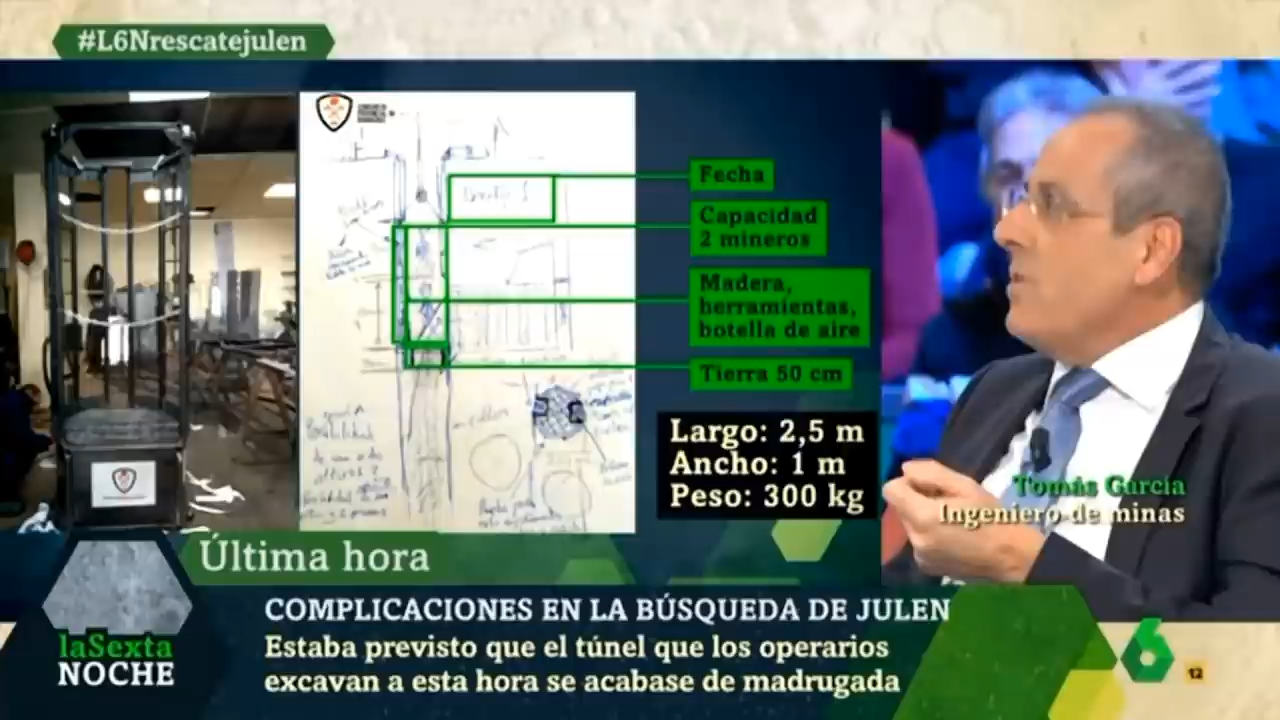 #L6Nrescatejulen
Fecha
Capacidad
2 mineros
Madera,
herramientas,
botella de aire
Tierra 50 cm
Largo: 2,5 m
Ancho: 1 m
Peso: 300 kg
Tomás García
Ingeniero de minas
Última hora
COMPLICACIONES EN LA BÚSQUEDA DE JULEN
Estaba previsto que el túnel que los operarios
excavan a esta hora se acabase de madrugada
laSexta
NOCHE
6
12